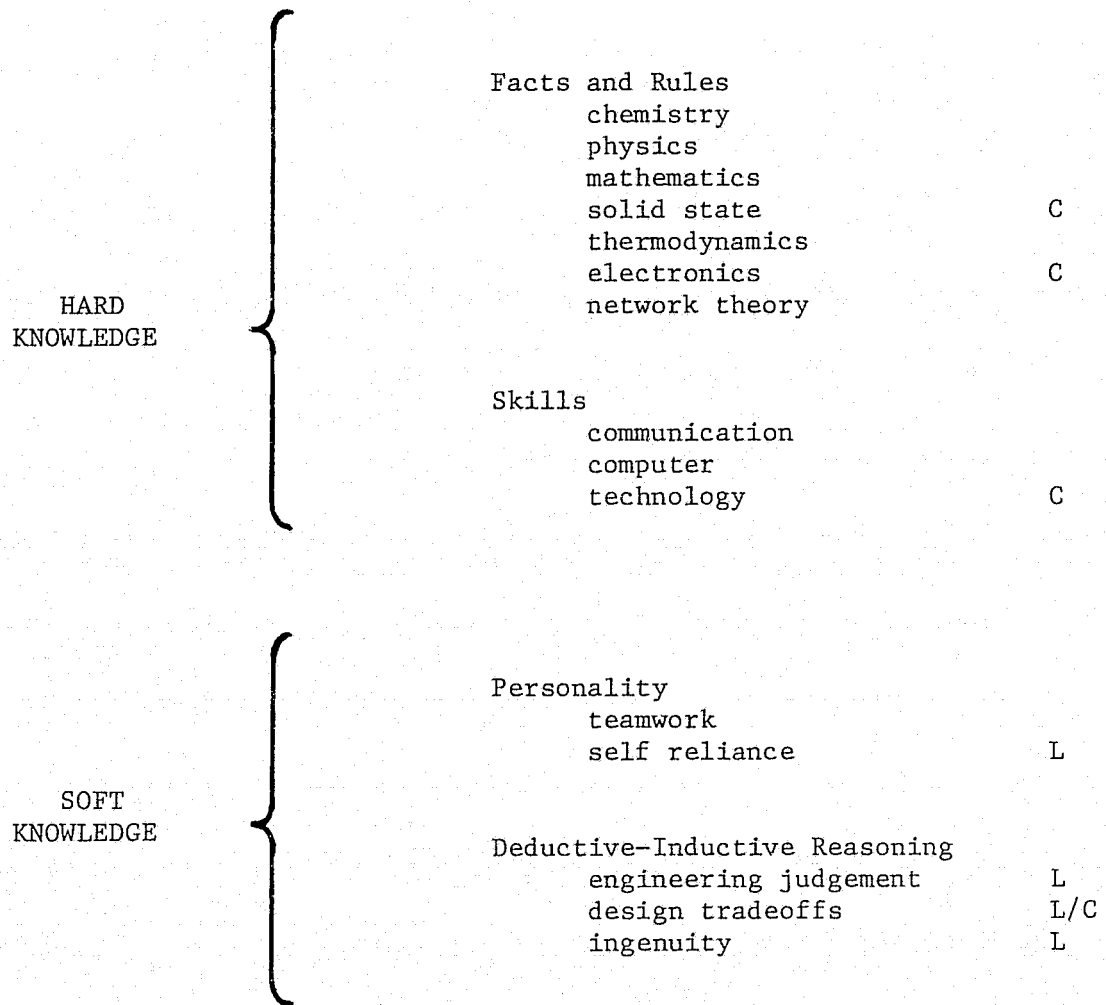 Facts and Rules
chemistry
physics
mathematics
solid state C
thermodynamics
electronics C
network theory
HARD
KNOWLEDGE
Skills
communication
computer
technology C
Personality
teamwork
self reliance L
SOFT
KNOWLEDGE
Deductive-Inductive Reasoning
engineering judgement L
design tradeoffs L/C
ingenuity L